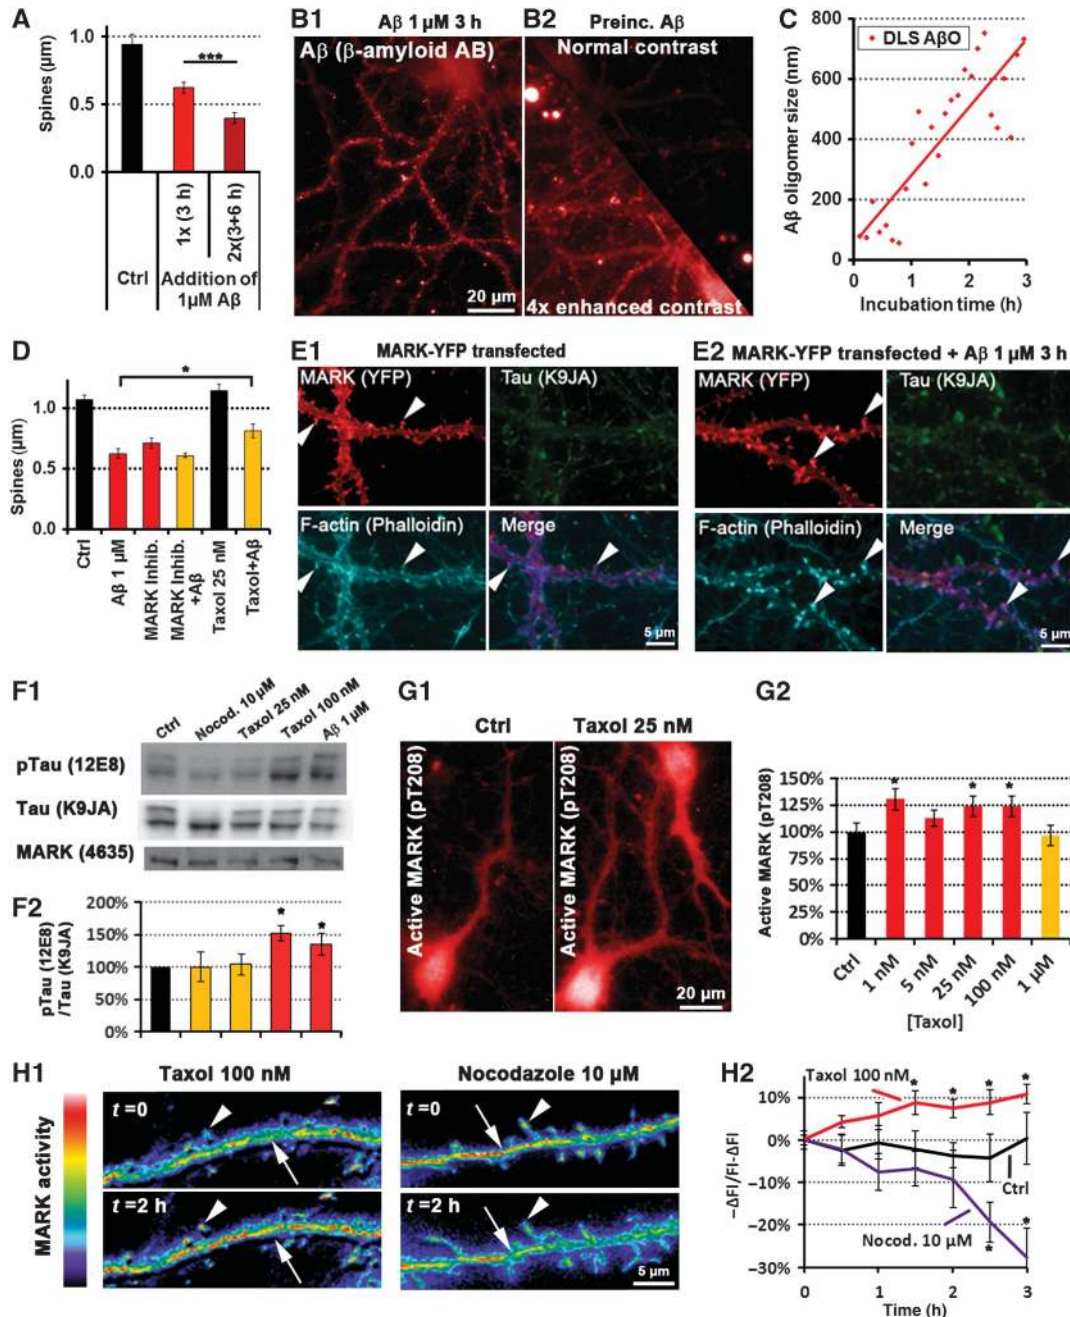 A
Spines (µm)
1.0
0.5
0.0
***
Ctrl
1x (3 h)
2x(3+6 h)
Addition of
1µM Aβ
B1
Aβ 1 µM 3 h
Aβ (β-amyloid AB)
20 µm
B2
Preinc. Aβ
Normal contrast
4x enhanced contrast
C
DLS AβO
Aβ oligomer size (nm)
800
600
400
200
0
0
1
2
3
Incubation time (h)
D
Spines (µm)
1.0
0.5
0.0
*
Ctrl
Aβ 1 µM
MARK Inhib.
MARK Inhib.
+Aβ
Taxol 25 nM
Taxol+Aβ
E1
MARK-YFP transfected
MARK (YFP)
Tau (K9JA)
F-actin (Phalloidin)
Merge
5 µm
E2
MARK-YFP transfected + Aβ 1 µM 3 h
MARK (YFP)
Tau (K9JA)
F-actin (Phalloidin)
Merge
5 µm
F1
Ctrl
Nocod. 10 µM
Taxol 25 nM
Taxol 100 nM
Aβ 1 µM
pTau (12E8)
Tau (K9JA)
MARK (4635)
F2
pTau (12E8)
/Tau (K9JA)
200%
150%
100%
50%
0%
*
*
G1
Ctrl
Taxol 25 nM
Active MARK (pT208)
Active MARK (pT208)
20 µm
G2
Active MARK (pT208)
150%
125%
100%
75%
50%
25%
0%
*
*
*
Ctrl
1 nM
5 nM
25 nM
100 nM
1 µM
[Taxol]
H1
MARK activity
Taxol 100 nM
t=0
t=2 h
Nocodazole 10 µM
t=0
t=2 h
5 µm
H2
Taxol 100 nM
*
*
*
*
10%
0%
−10%
−20%
−30%
−ΔFI/FI-ΔFI
Ctrl
Nocod. 10 µM
*
*
0
1
2
3
Time (h)